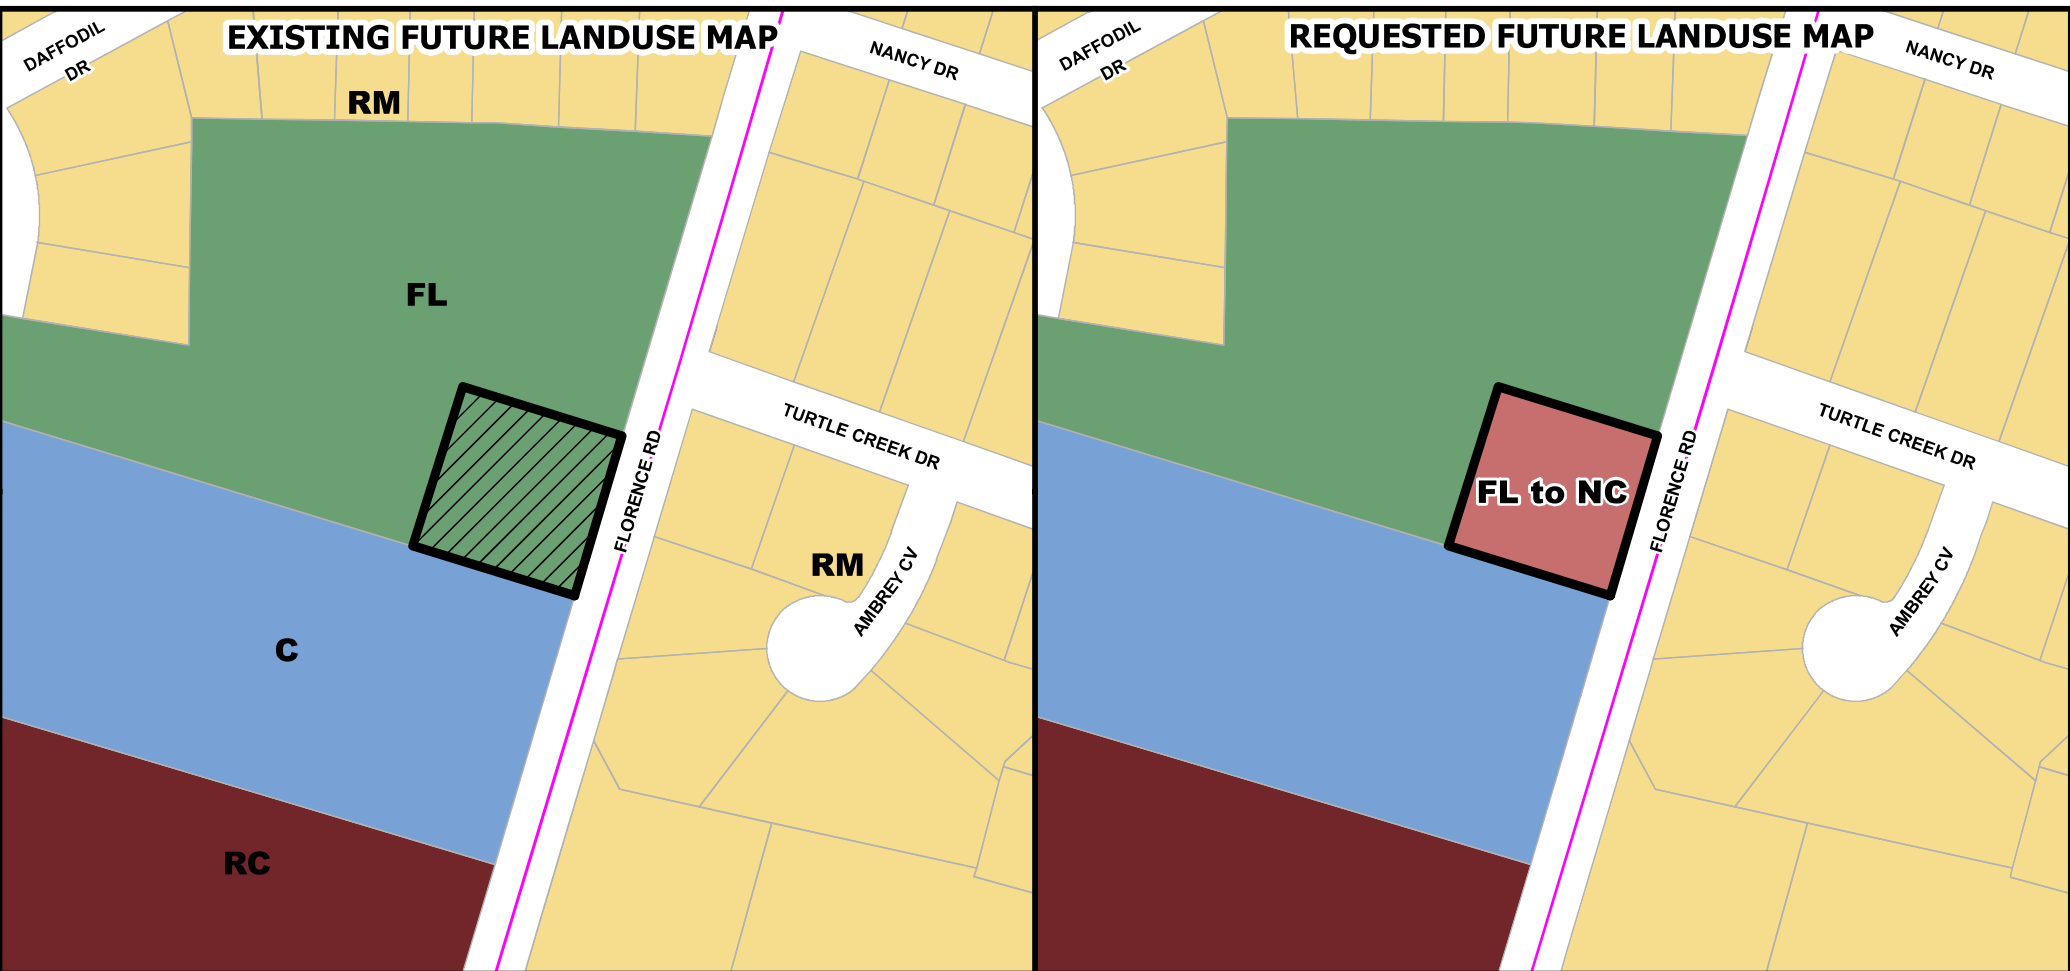 EXISTING FUTURE LANDUSE MAP
DAFFODIL
DR
NANCY DR
RM
FL
TURTLE CREEK DR
FLORENCE RD
RM
AMBREY CV
C
RC
REQUESTED FUTURE LANDUSE MAP
DAFFODIL
DR
NANCY DR
TURTLE CREEK DR
FLORENCE RD
FL to NC
AMBREY CV